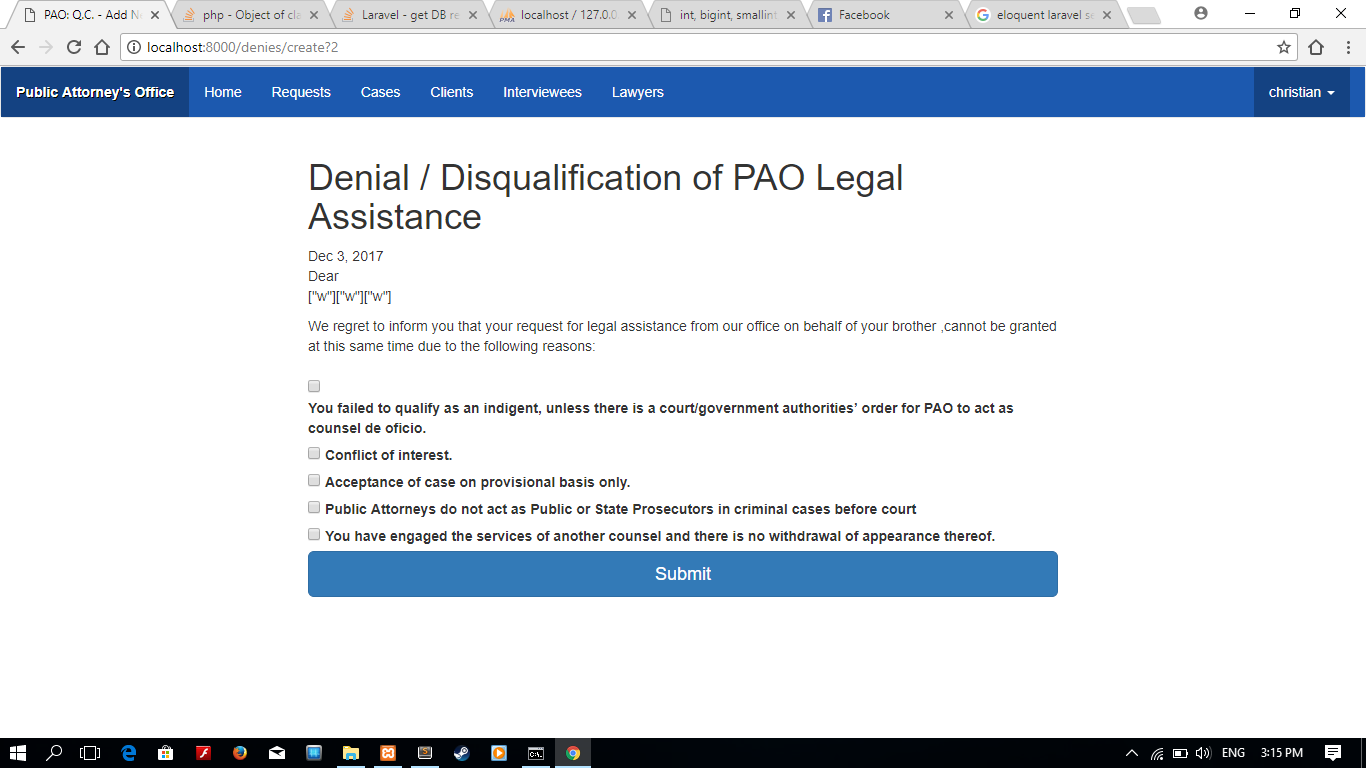 PAO: Q.C. - Add N
php - Object of cla
Laravel - get DB re
localhost / 127.0.0
int, bigint, smallint,
Facebook
eloquent laravel se
localhost:8000/denies/create?2
Public Attorney's Office
Home
Requests
Cases
Clients
Interviewees
Lawyers
christian
Denial / Disqualification of PAO Legal
Assistance
Dec 3, 2017
Dear
["w"]["w"]["w"]
We regret to inform you that your request for legal assistance from our office on behalf of your brother ,cannot be granted
at this same time due to the following reasons:
You failed to qualify as an indigent, unless there is a court/government authorities’ order for PAO to act as
counsel de oficio.
Conflict of interest.
Acceptance of case on provisional basis only.
Public Attorneys do not act as Public or State Prosecutors in criminal cases before court
You have engaged the services of another counsel and there is no withdrawal of appearance thereof.
Submit
ENG
3:15 PM